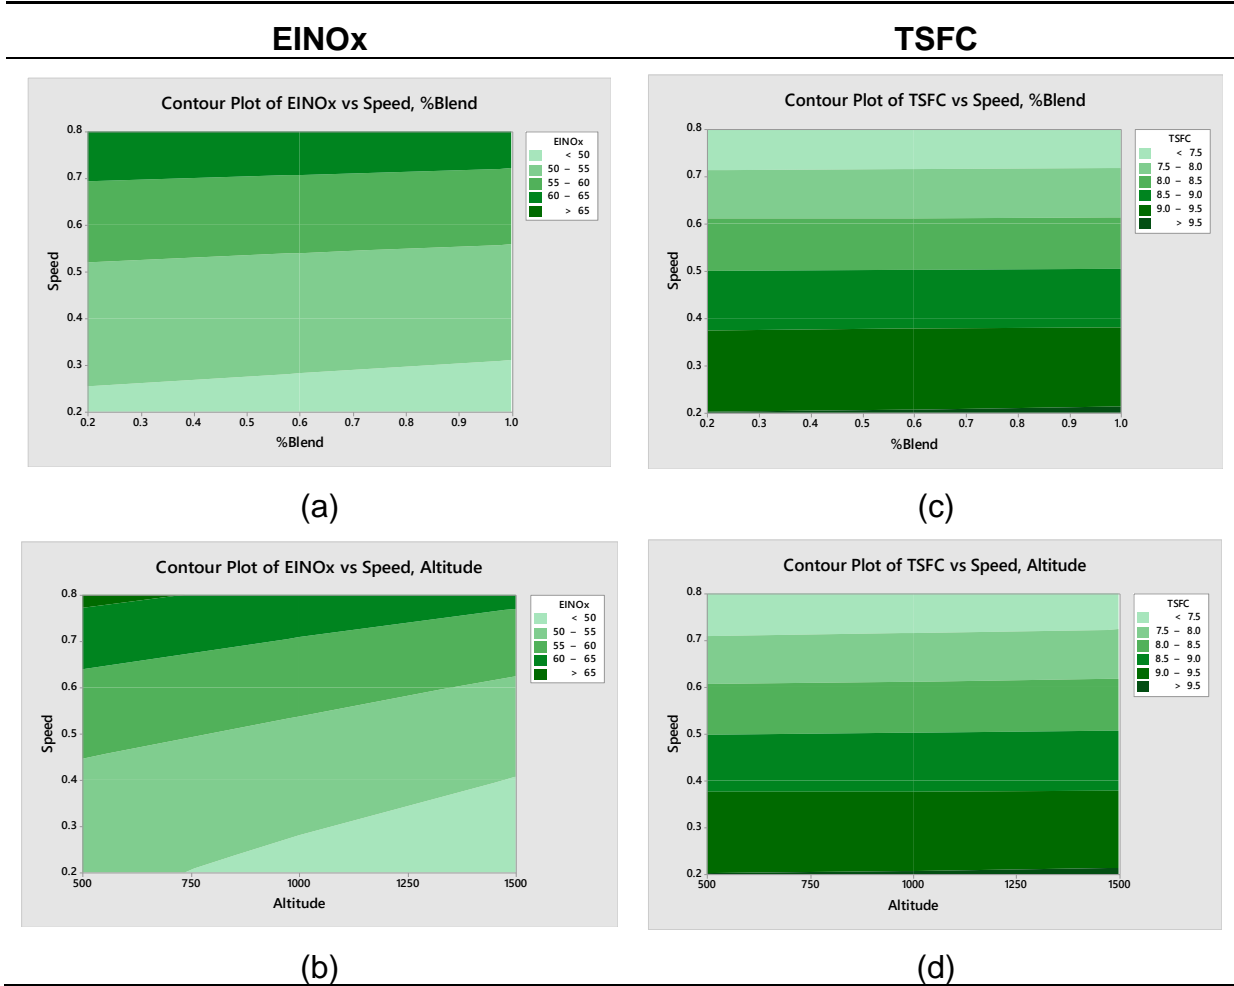 EINOx TSFC
Contour Plot of EINOx vs Speed, %Blend
0.8
0.7
0.6
0.5
0.4
0.3
0.2
Speed
0.2 0.3 0.4 0.5 0.6 0.7 0.8 0.9 1.0
%Blend
EINOx
< 50
50 – 55
55 – 60
60 – 65
> 65
(a)
Contour Plot of TSFC vs Speed, %Blend
0.8
0.7
0.6
0.5
0.4
0.3
0.2
Speed
0.2 0.3 0.4 0.5 0.6 0.7 0.8 0.9 1.0
%Blend
TSFC
< 7.5
7.5 – 8.0
8.0 – 8.5
8.5 – 9.0
9.0 – 9.5
> 9.5
(c)
Contour Plot of EINOx vs Speed, Altitude
0.8
0.7
0.6
0.5
0.4
0.3
0.2
Speed
500 750 1000 1250 1500
Altitude
EINOx
< 50
50 – 55
55 – 60
60 – 65
> 65
(b)
Contour Plot of TSFC vs Speed, Altitude
0.8
0.7
0.6
0.5
0.4
0.3
0.2
Speed
500 750 1000 1250 1500
Altitude
TSFC
< 7.5
7.5 – 8.0
8.0 – 8.5
8.5 – 9.0
9.0 – 9.5
> 9.5
(d)